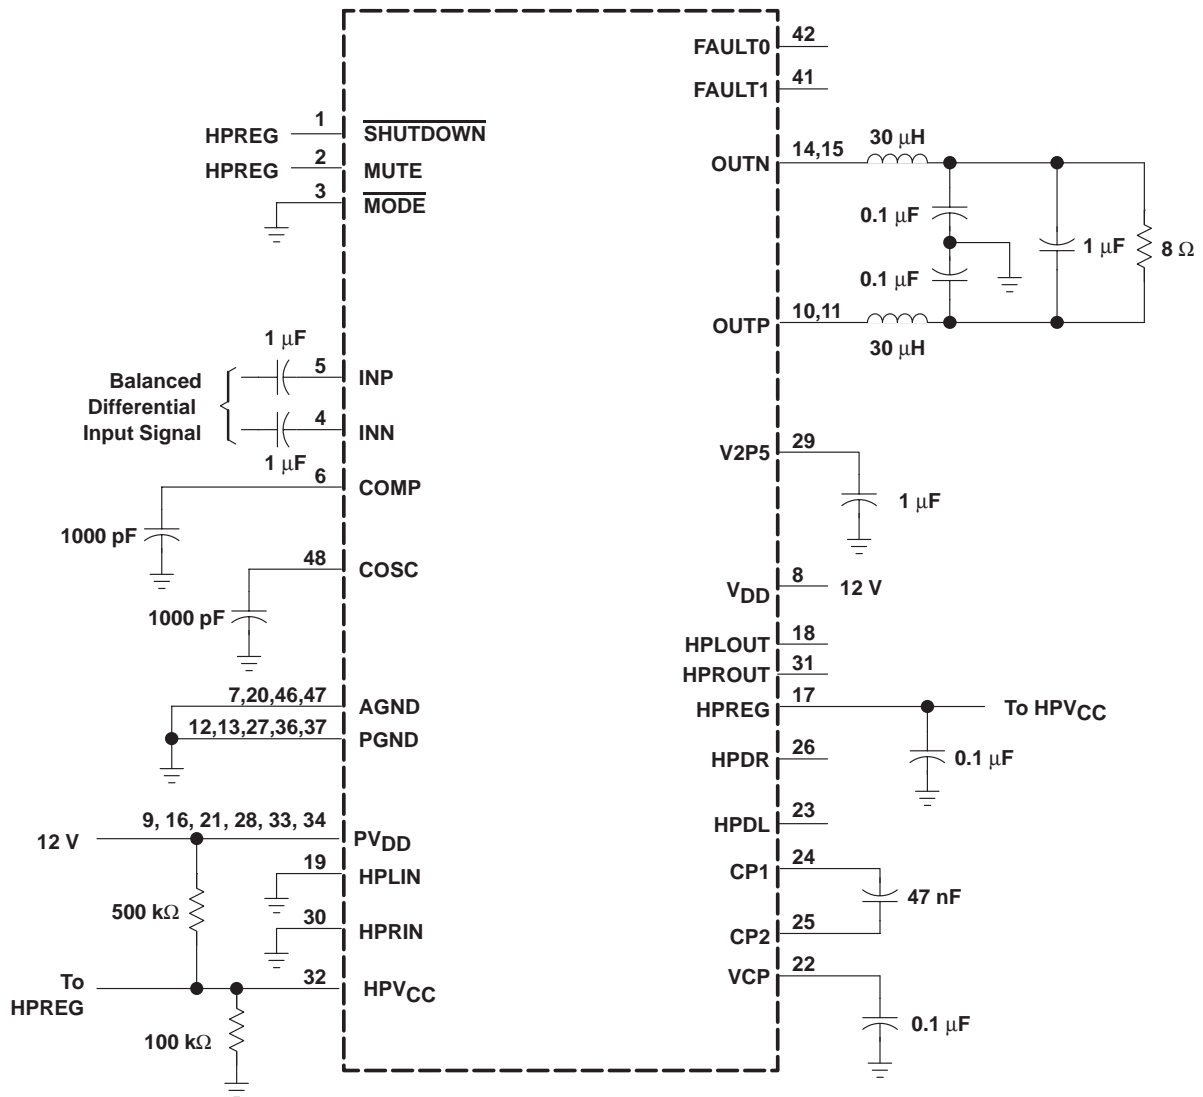 42
FAULT0
41
FAULT1
1
HPREG
SHUTDOWN
2
HPREG
MUTE
3
MODE
30 μH
14,15
OUTN
0.1 μF
1 μF
8 Ω
0.1 μF
10,11
OUTP
30 μH
1 μF
5
INP
Balanced
Differential
Input Signal
4
INN
1 μF
6
COMP
1000 pF
48
COSC
1000 pF
29
V2P5
1 μF
8
VDD
12 V
18
HPLOUT
31
HPROUT
17
HPREG
To HPVCC
0.1 μF
7,20,46,47
AGND
12,13,27,36,37
PGND
26
HPDR
23
HPDL
9, 16, 21, 28, 33, 34
12 V
PVDD
19
HPLIN
500 kΩ
30
HPRIN
To
HPREG
32
HPVCC
100 kΩ
24
CP1
47 nF
25
CP2
22
VCP
0.1 μF